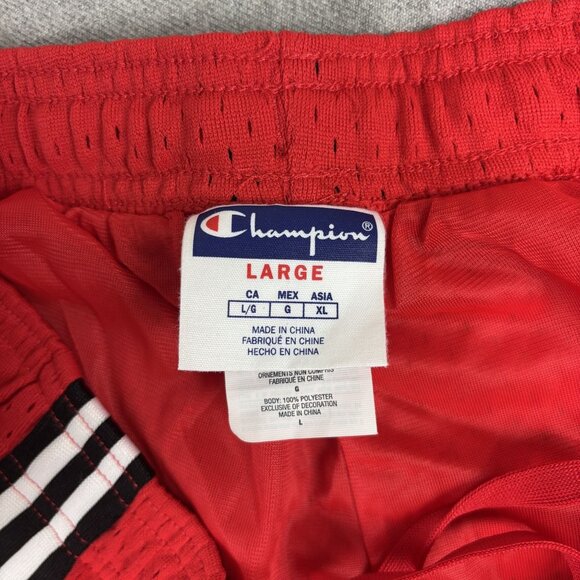 Champion®
LARGE
CA MEX ASIA
L/G G XL
MADE IN CHINA
FABRIQUÉ EN CHINE
HECHO EN CHINA
ORNEMENTS NON COMPRIS
FABRIQUÉ EN CHINE
G
BODY: 100% POLYESTER
EXCLUSIVE OF DECORATION
MADE IN CHINA
L